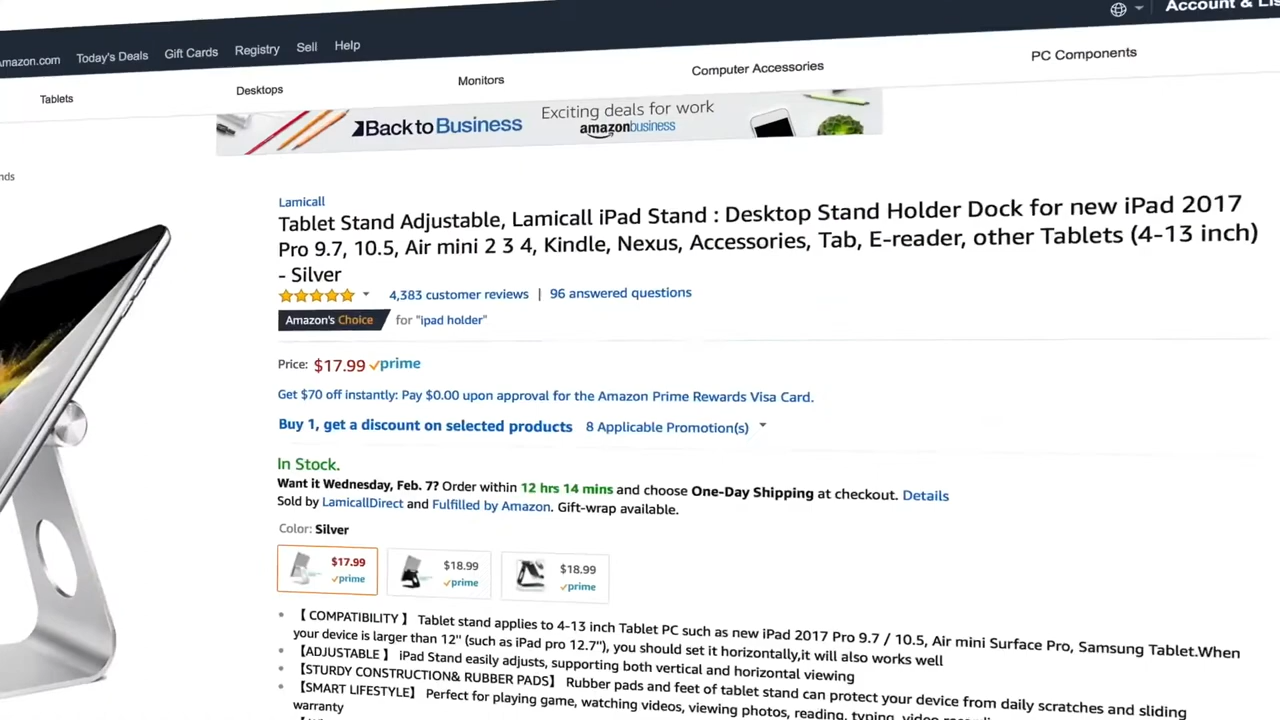 Account & Lis
Amazon.com Today's Deals Gift Cards Registry Sell Help
Tablets Desktops Monitors Computer Accessories PC Components
Back to Business Exciting deals for work
amazonbusiness
nds
Lamicall
Tablet Stand Adjustable, Lamicall iPad Stand : Desktop Stand Holder Dock for new iPad 2017
Pro 9.7, 10.5, Air mini 2 3 4, Kindle, Nexus, Accessories, Tab, E-reader, other Tablets (4-13 inch)
- Silver
4,383 customer reviews | 96 answered questions
Amazon's Choice for "ipad holder"
Price: $17.99 prime
Get $70 off instantly: Pay $0.00 upon approval for the Amazon Prime Rewards Visa Card.
Buy 1, get a discount on selected products 8 Applicable Promotion(s)
In Stock.
Want it Wednesday, Feb. 7? Order within 12 hrs 14 mins and choose One-Day Shipping at checkout. Details
Sold by LamicallDirect and Fulfilled by Amazon. Gift-wrap available.
Color: Silver
$17.99 $18.99 $18.99
prime prime prime
• 【 COMPATIBILITY 】 Tablet stand applies to 4-13 inch Tablet PC such as new iPad 2017 Pro 9.7 / 10.5, Air mini Surface Pro, Samsung Tablet.When
your device is larger than 12" (such as iPad pro 12.7"), you should set it horizontally,it will also works well
• 【ADJUSTABLE 】 iPad Stand easily adjusts, supporting both vertical and horizontal viewing
• 【STURDY CONSTRUCTION& RUBBER PADS】 Rubber pads and feet of tablet stand can protect your device from daily scratches and sliding
• 【SMART LIFESTYLE】 Perfect for playing game, watching videos, viewing photos, reading, typing,
warranty